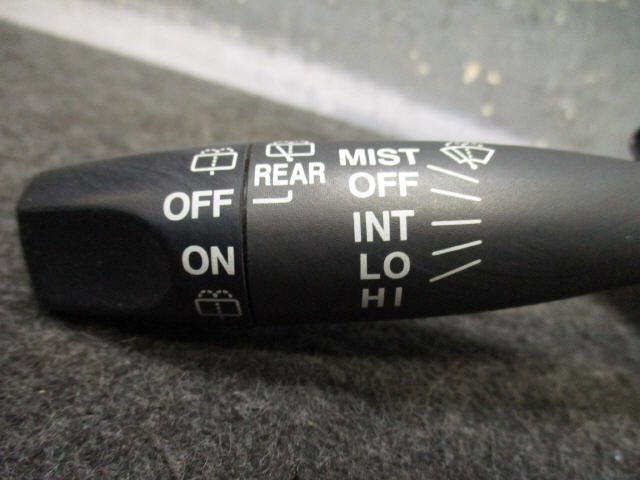 REAR
OFF
ON
MIST
OFF
INT
LO
HI